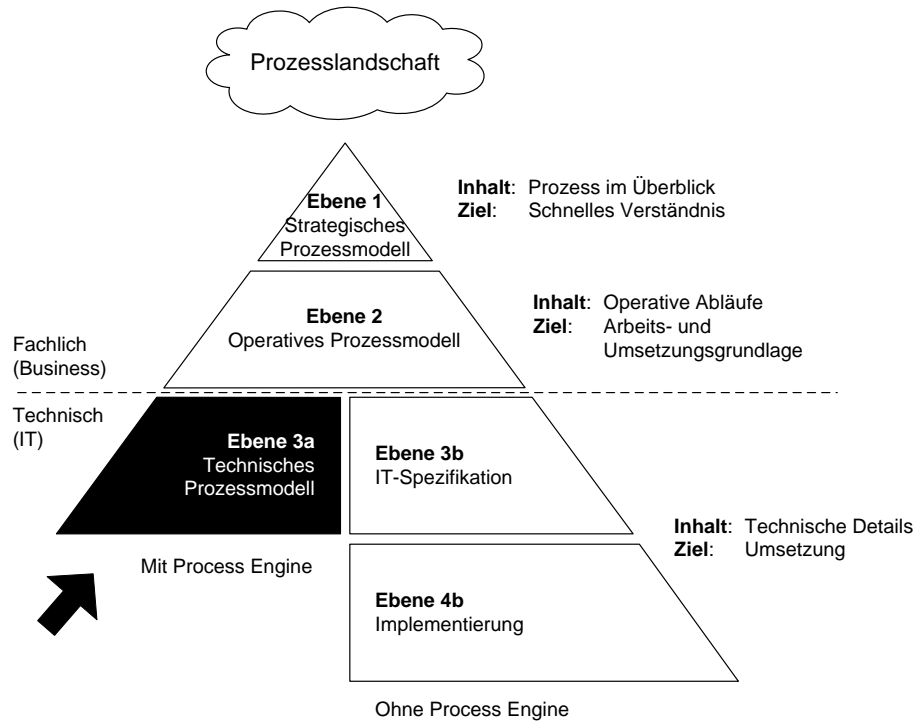 Prozesslandschaft
Ebene 1
Strategisches
Prozessmodell
Inhalt: Prozess im Überblick
Ziel: Schnelles Verständnis
Ebene 2
Operatives Prozessmodell
Inhalt: Operative Abläufe
Ziel: Arbeits- und
Umsetzungsgrundlage
Fachlich
(Business)
Technisch
(IT)
Ebene 3a
Technisches
Prozessmodell
Ebene 3b
IT-Spezifikation
Inhalt: Technische Details
Ziel: Umsetzung
Mit Process Engine
Ebene 4b
Implementierung
Ohne Process Engine